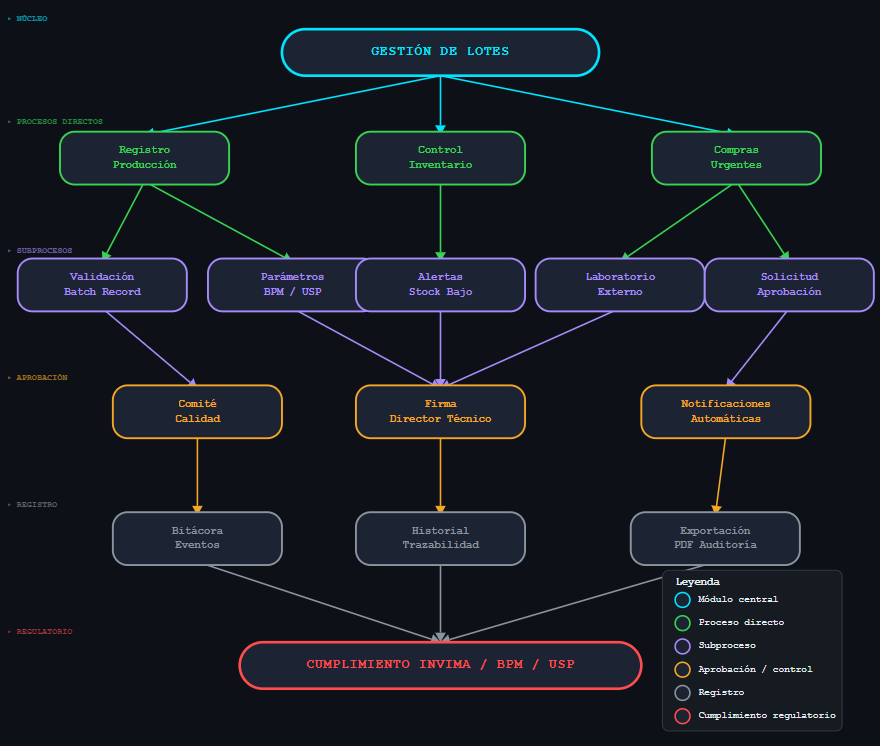 ▸ NÚCLEO
GESTIÓN DE LOTES
▸ PROCESOS DIRECTOS
Registro
Producción
Control
Inventario
Compras
Urgentes
▸ SUBPROCESOS
Validación
Batch Record
Parámetros
BPM / USP
Alertas
Stock Bajo
Laboratorio
Externo
Solicitud
Aprobación
▸ APROBACIÓN
Comité
Calidad
Firma
Director Técnico
Notificaciones
Automáticas
▸ REGISTRO
Bitácora
Eventos
Historial
Trazabilidad
Exportación
PDF Auditoría
▸ REGULATORIO
CUMPLIMIENTO INVIMA / BPM / USP
Leyenda
Módulo central
Proceso directo
Subproceso
Aprobación / control
Registro
Cumplimiento regulatorio